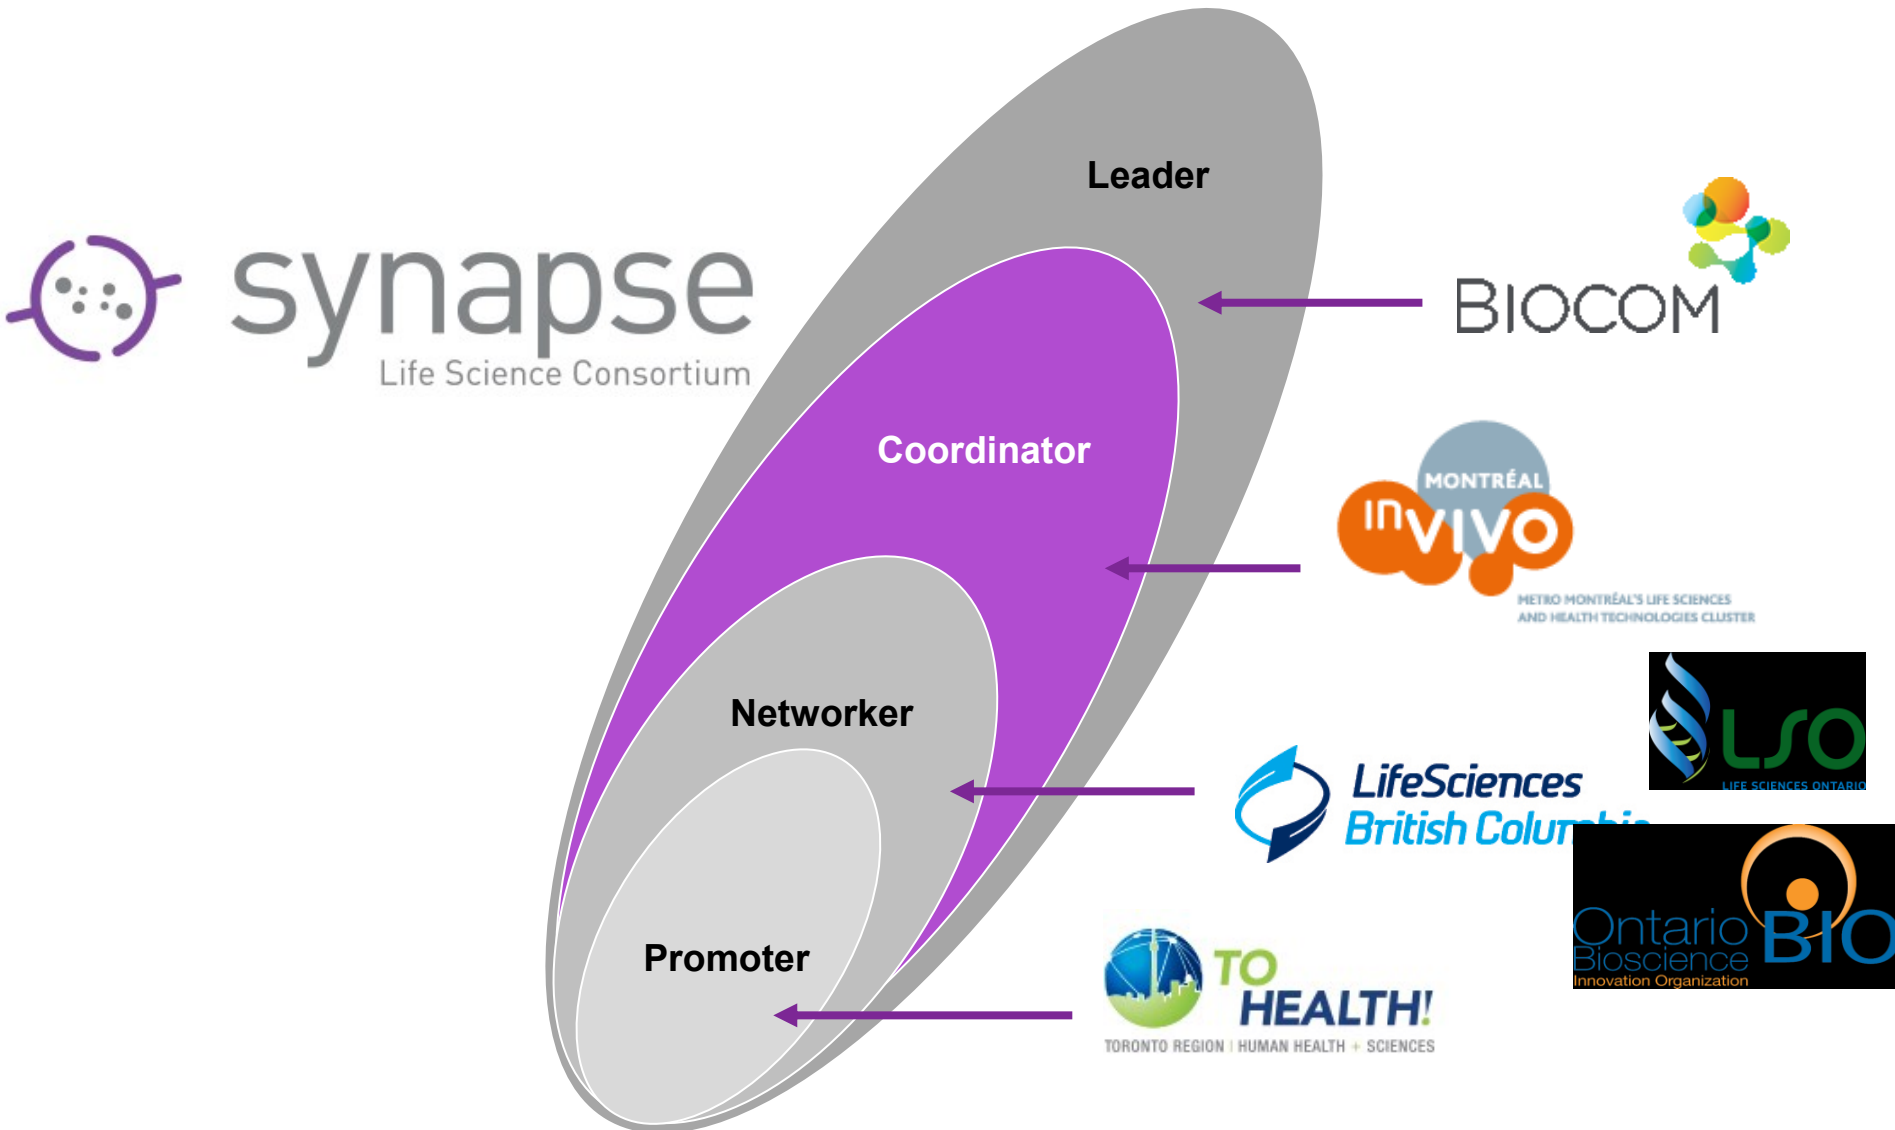 Leader
synapse
Life Science Consortium
BIOCOM
Coordinator
MONTRÉAL
inVIVO
METRO MONTRÉAL'S LIFE SCIENCES
AND HEALTH TECHNOLOGIES CLUSTER
Networker
LSO
LIFE SCIENCES ONTARIO
LifeSciences
British
Ontario
Bioscience
BIO
Innovation Organization
Promoter
TO
HEALTH!
TORONTO REGION | HUMAN HEALTH + SCIENCES